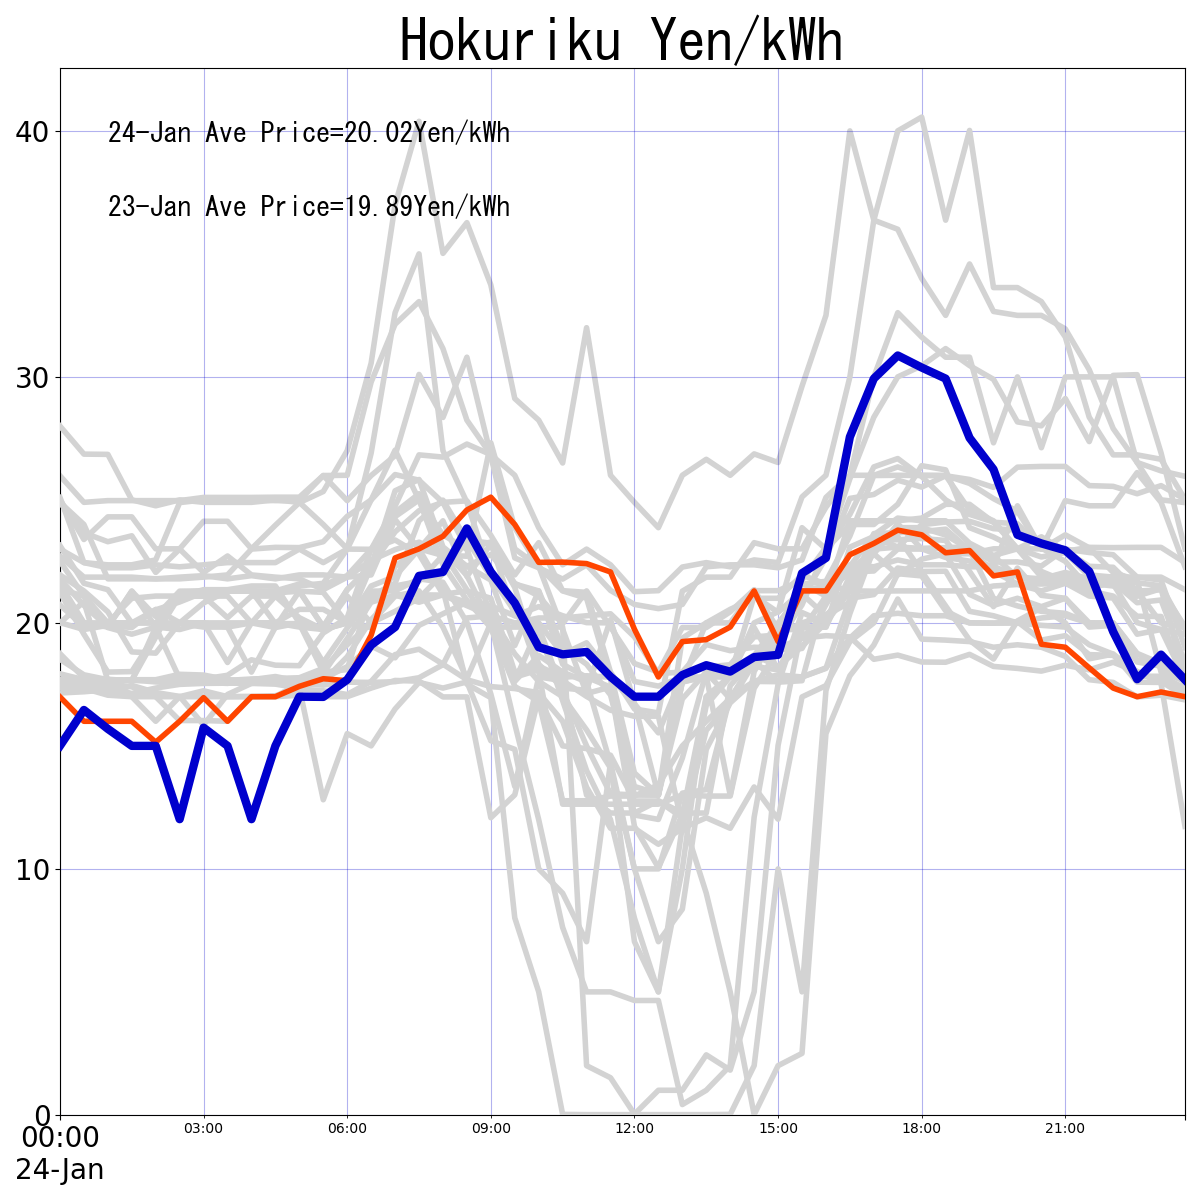 Hokuriku Yen/kWh
24-Jan Ave Price=20.02Yen/kWh
23-Jan Ave Price=19.89Yen/kWh
40
30
20
10
0
00:00 03:00 06:00 09:00 12:00 15:00 18:00 21:00
24-Jan